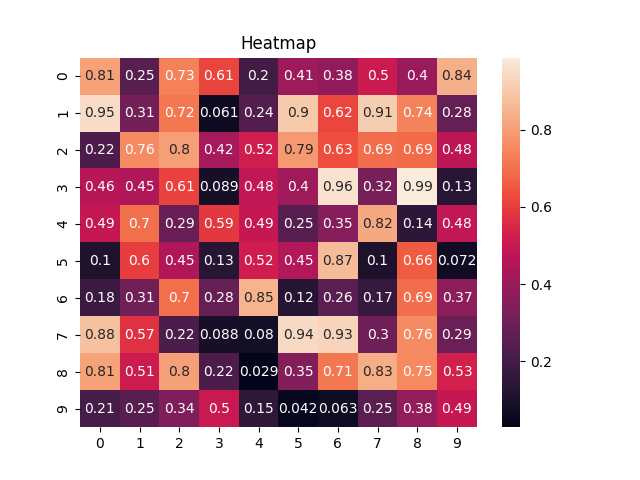 Heatmap
0 0.81 0.25 0.73 0.61 0.2 0.41 0.38 0.5 0.4 0.84
1 0.95 0.31 0.72 0.061 0.24 0.9 0.62 0.91 0.74 0.28
2 0.22 0.76 0.8 0.42 0.52 0.79 0.63 0.69 0.69 0.48
3 0.46 0.45 0.61 0.089 0.48 0.4 0.96 0.32 0.99 0.13
4 0.49 0.7 0.29 0.59 0.49 0.25 0.35 0.82 0.14 0.48
5 0.1 0.6 0.45 0.13 0.52 0.45 0.87 0.1 0.66 0.072
6 0.18 0.31 0.7 0.28 0.85 0.12 0.26 0.17 0.69 0.37
7 0.88 0.57 0.22 0.088 0.08 0.94 0.93 0.3 0.76 0.29
8 0.81 0.51 0.8 0.22 0.029 0.35 0.71 0.83 0.75 0.53
9 0.21 0.25 0.34 0.5 0.15 0.042 0.063 0.25 0.38 0.49
0 1 2 3 4 5 6 7 8 9
0.8
0.6
0.4
0.2